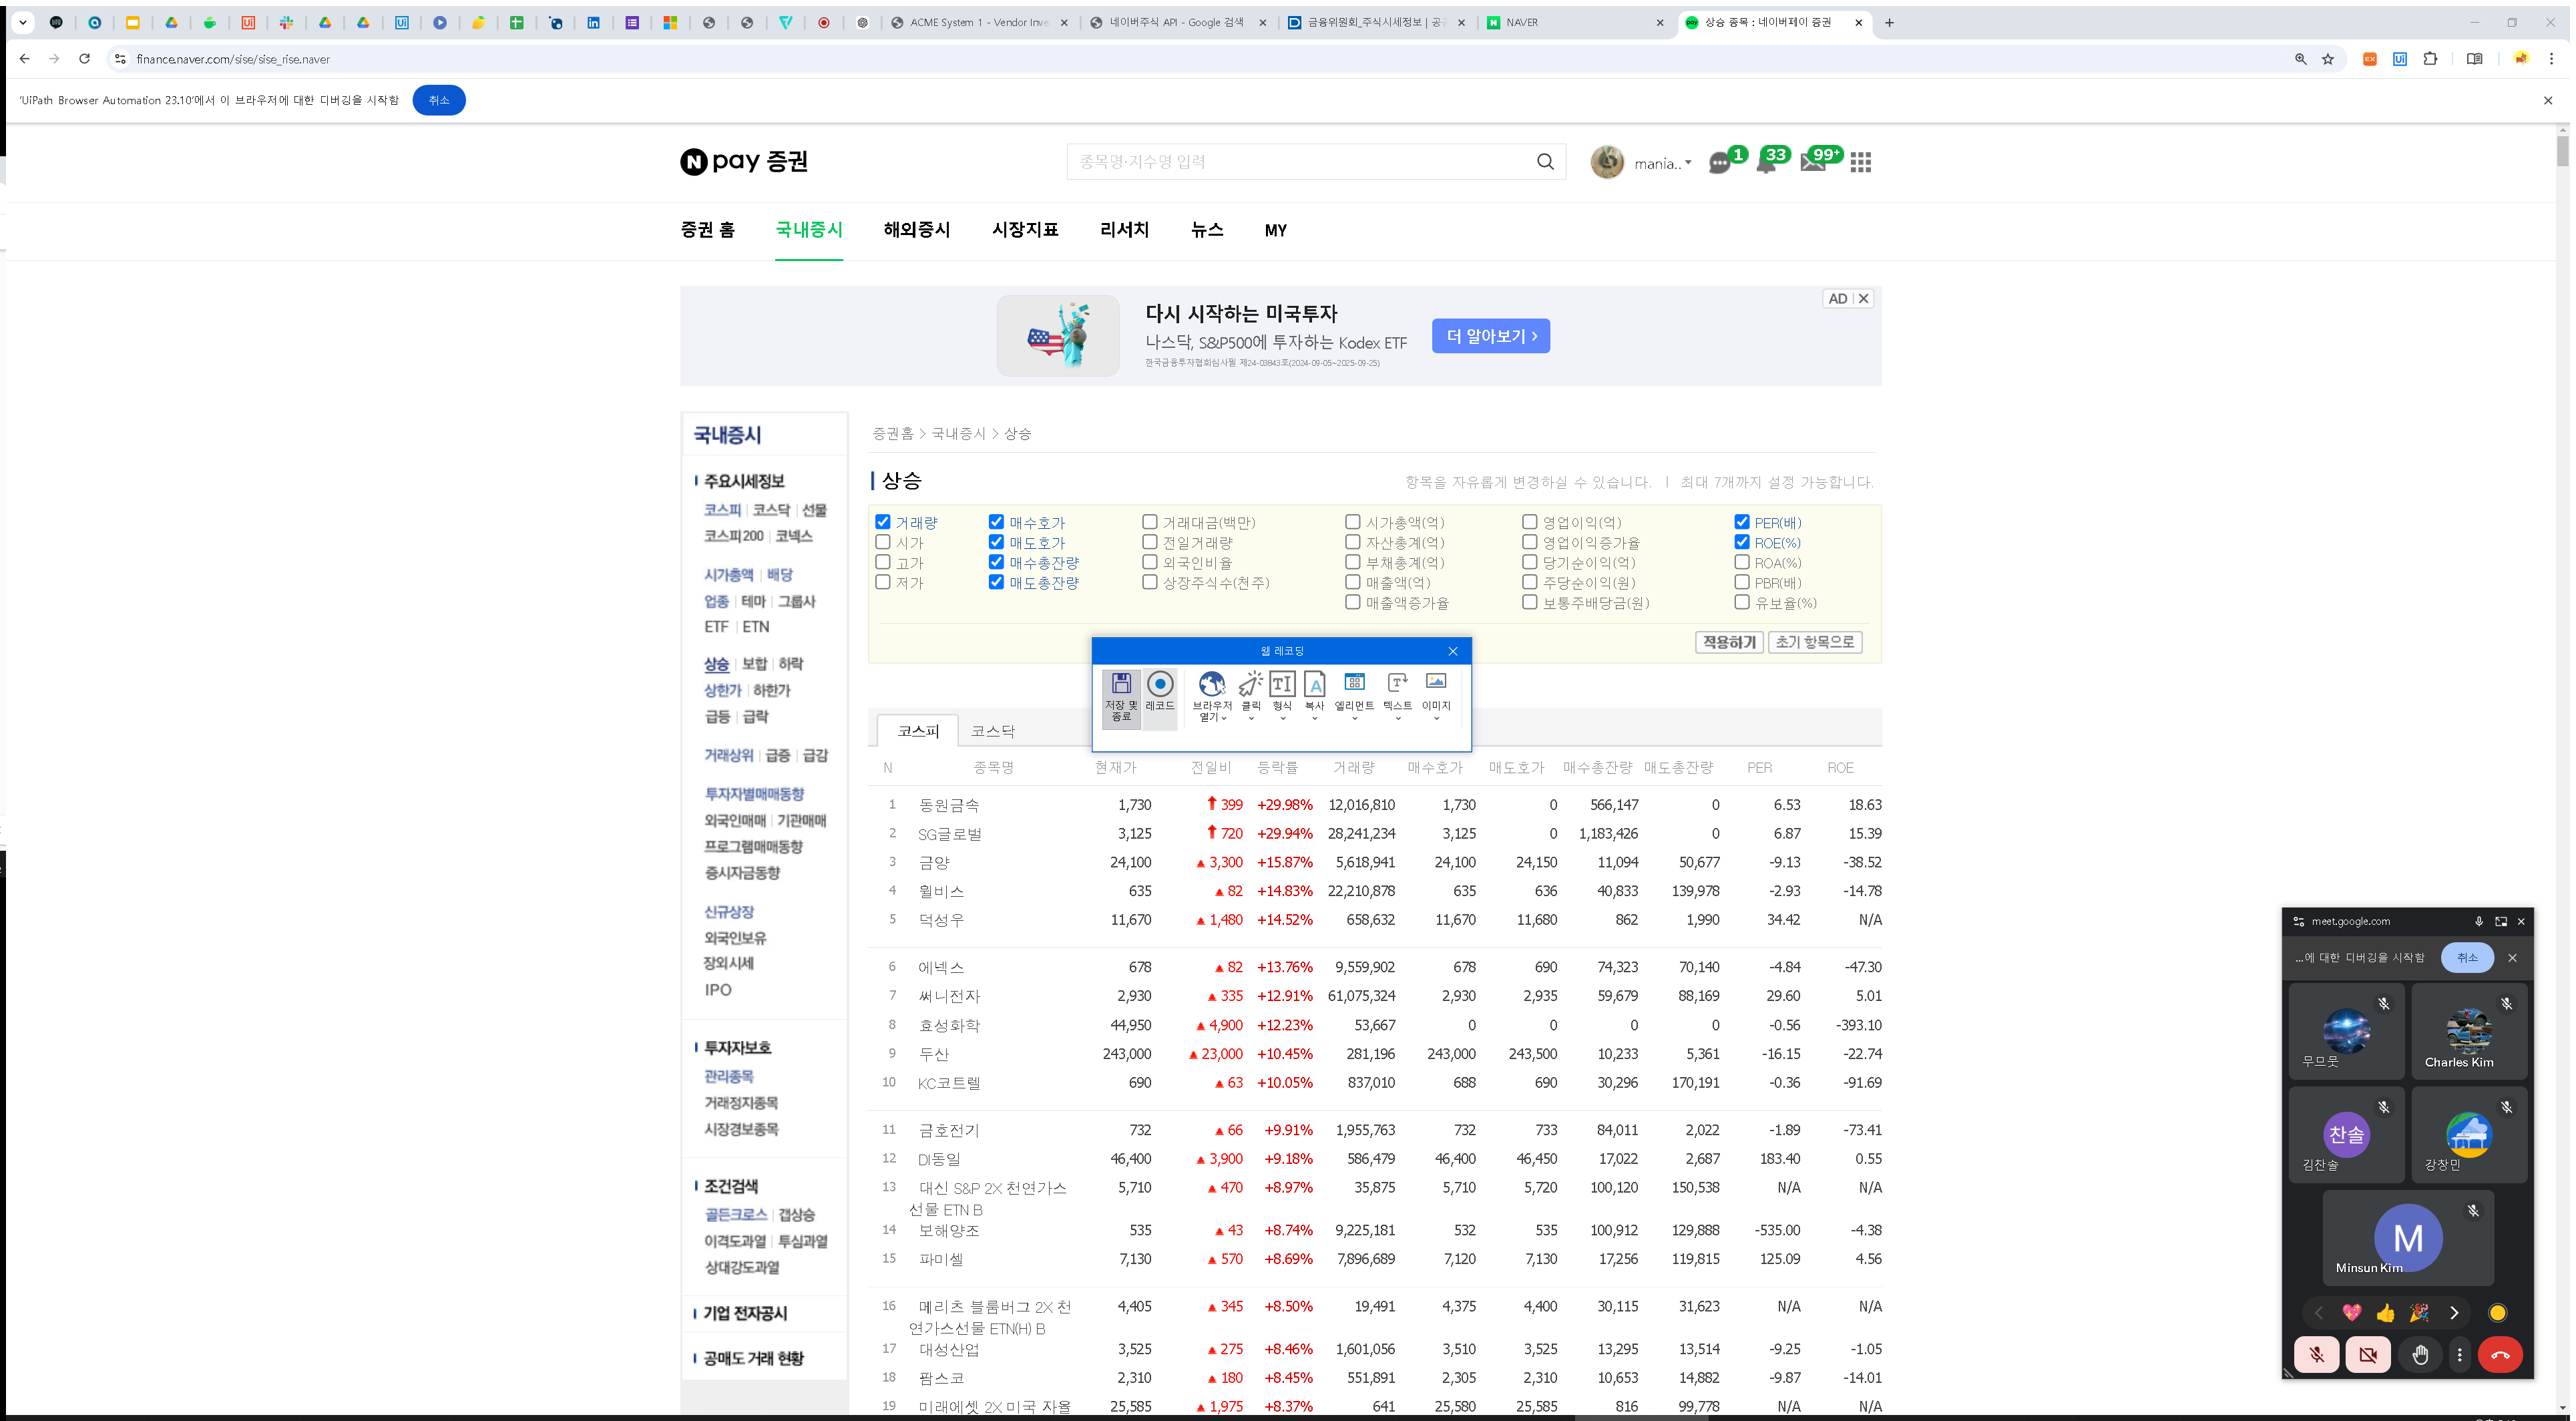 ACME System 1 - Vendor Inve
네이버주식 API - Google 검색
금융위원회_주식시세정보 | 공공
NAVER
상승 종목 : 네이버페이 증권
finance.naver.com/sise/sise_rise.naver
'UiPath Browser Automation 23.10'에서 이 브라우저에 대한 디버깅을 시작함
취소
N pay 증권
종목명·지수명 입력
mania..
1
33
99+
증권 홈 국내증시 해외증시 시장지표 리서치 뉴스 MY
다시 시작하는 미국투자
나스닥, S&P500에 투자하는 Kodex ETF
한국금융투자협회심사필 제24-03843호(2024-09-05~2025-09-25)
더 알아보기 >
AD
국내증시
주요시세정보
코스피 | 코스닥 | 선물
코스피200 | 코넥스
시가총액 | 배당
업종 | 테마 | 그룹사
ETF | ETN
상승 | 보합 | 하락
상한가 | 하한가
급등 | 급락
거래상위 | 급증 | 급감
투자자별매매동향
외국인매매 | 기관매매
프로그램매매동향
증시자금동향
신규상장
외국인보유
장외시세
IPO
투자자보호
관리종목
거래정지종목
시장경보종목
조건검색
골든크로스 | 갭상승
이격도과열 | 투심과열
상대강도과열
기업 전자공시
공매도 거래 현황
증권홈 > 국내증시 > 상승
상승
항목을 자유롭게 변경하실 수 있습니다. | 최대 7개까지 설정 가능합니다.
거래량 매수호가 거래대금(백만) 시가총액(억) 영업이익(억) PER(배)
시가 매도호가 전일거래량 자산총계(억) 영업이익증가율 ROE(%)
고가 매수총잔량 외국인비율 부채총계(억) 당기순이익(억) ROA(%)
저가 매도총잔량 상장주식수(천주) 매출액(억) 주당순이익(원) PBR(배)
매출액증가율 보통주배당금(원) 유보율(%)
적용하기 초기 항목으로
웹 레코딩
저장 및 종료
레코드
브라우저 열기
클릭
형식
복사
엘리먼트
텍스트
이미지
코스피 코스닥
N 종목명 현재가 전일비 등락률 거래량 매수호가 매도호가 매수총잔량 매도총잔량 PER ROE
1 동원금속 1,730 399 +29.98% 12,016,810 1,730 0 566,147 0 6.53 18.63
2 SG글로벌 3,125 720 +29.94% 28,241,234 3,125 0 1,183,426 0 6.87 15.39
3 금양 24,100 ▲ 3,300 +15.87% 5,618,941 24,100 24,150 11,094 50,677 -9.13 -38.52
4 윌비스 635 ▲ 82 +14.83% 22,210,878 635 636 40,833 139,978 -2.93 -14.78
5 덕성우 11,670 ▲ 1,480 +14.52% 658,632 11,670 11,680 862 1,990 34.42 N/A
6 에넥스 678 ▲ 82 +13.76% 9,559,902 678 690 74,323 70,140 -4.84 -47.30
7 써니전자 2,930 ▲ 335 +12.91% 61,075,324 2,930 2,935 59,679 88,169 29.60 5.01
8 효성화학 44,950 ▲ 4,900 +12.23% 53,667 0 0 0 0 -0.56 -393.10
9 두산 243,000 ▲ 23,000 +10.45% 281,196 243,000 243,500 10,233 5,361 -16.15 -22.74
10 KC코트렐 690 ▲ 63 +10.05% 837,010 688 690 30,296 170,191 -0.36 -91.69
11 금호전기 732 ▲ 66 +9.91% 1,955,763 732 733 84,011 2,022 -1.89 -73.41
12 DI동일 46,400 ▲ 3,900 +9.18% 586,479 46,400 46,450 17,022 2,687 183.40 0.55
13 대신 S&P 2X 천연가스 5,710 ▲ 470 +8.97% 35,875 5,710 5,720 100,120 150,538 N/A N/A
선물 ETN B
14 보해양조 535 ▲ 43 +8.74% 9,225,181 532 535 100,912 129,888 -535.00 -4.38
15 파미셀 7,130 ▲ 570 +8.69% 7,896,689 7,120 7,130 17,256 119,815 125.09 4.56
16 메리츠 블룸버그 2X 천 4,405 ▲ 345 +8.50% 19,491 4,375 4,400 30,115 31,623 N/A N/A
연가스선물 ETN(H) B
17 대성산업 3,525 ▲ 275 +8.46% 1,601,056 3,510 3,525 13,295 13,514 -9.25 -1.05
18 팜스코 2,310 ▲ 180 +8.45% 551,891 2,305 2,310 10,653 14,882 -9.87 -14.01
19 미래에셋 2X 미국 자율 25,585 ▲ 1,975 +8.37% 641 25,580 25,585 816 99,778 N/A N/A
meet.google.com
...에 대한 디버깅을 시작함
취소
무므뭇
Charles Kim
찬솔
김찬솔
강창민
M
Minsun Kim